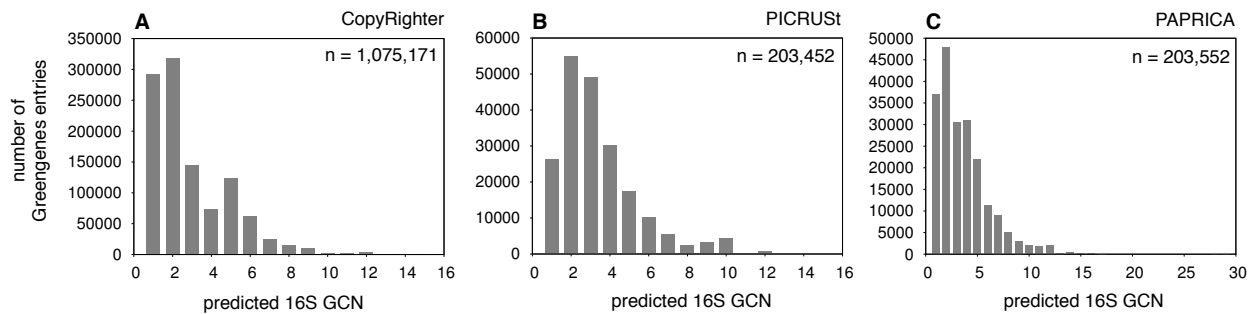 A
CopyRighter
n = 1,075,171
number of
Greengenes entries
350000
300000
250000
200000
150000
100000
50000
0
0 2 4 6 8 10 12 14 16
predicted 16S GCN
B
PICRUSt
n = 203,452
60000
50000
40000
30000
20000
10000
0
0 2 4 6 8 10 12 14 16
predicted 16S GCN
C
PAPRICA
n = 203,552
50000
45000
40000
35000
30000
25000
20000
15000
10000
5000
0
0 5 10 15 20 25 30
predicted 16S GCN